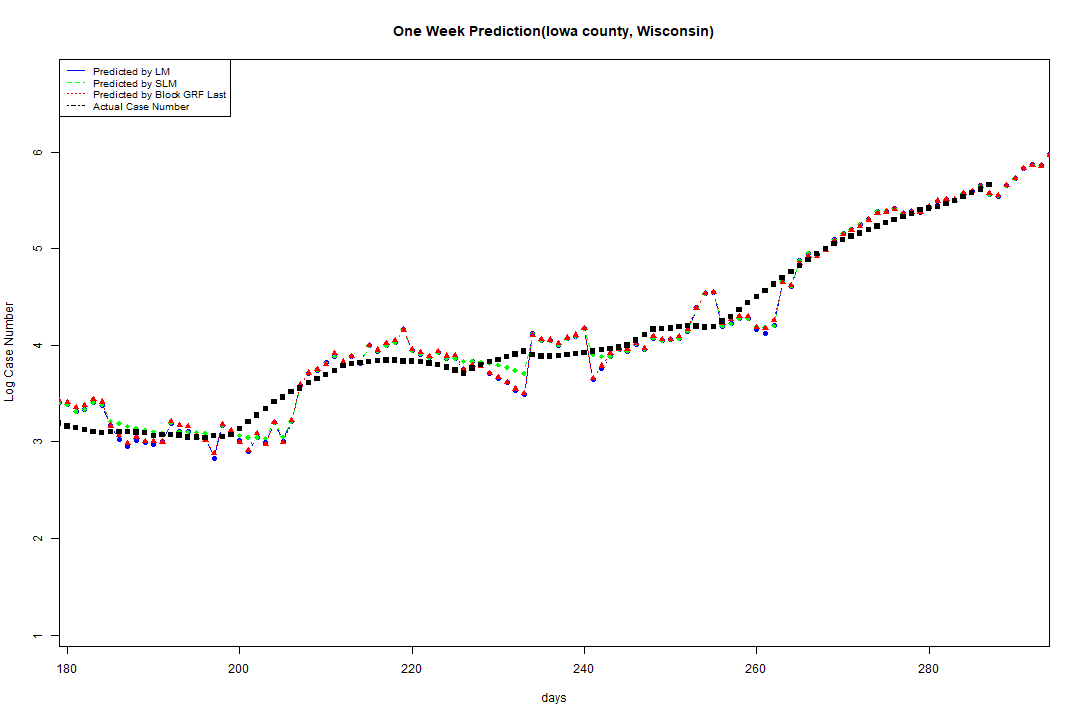 One Week Prediction(Iowa county, Wisconsin)
Predicted by LM
Predicted by SLM
Predicted by Block GRF Last
Actual Case Number
6
5
4
3
2
1
Log Case Number
180 200 220 240 260 280
days